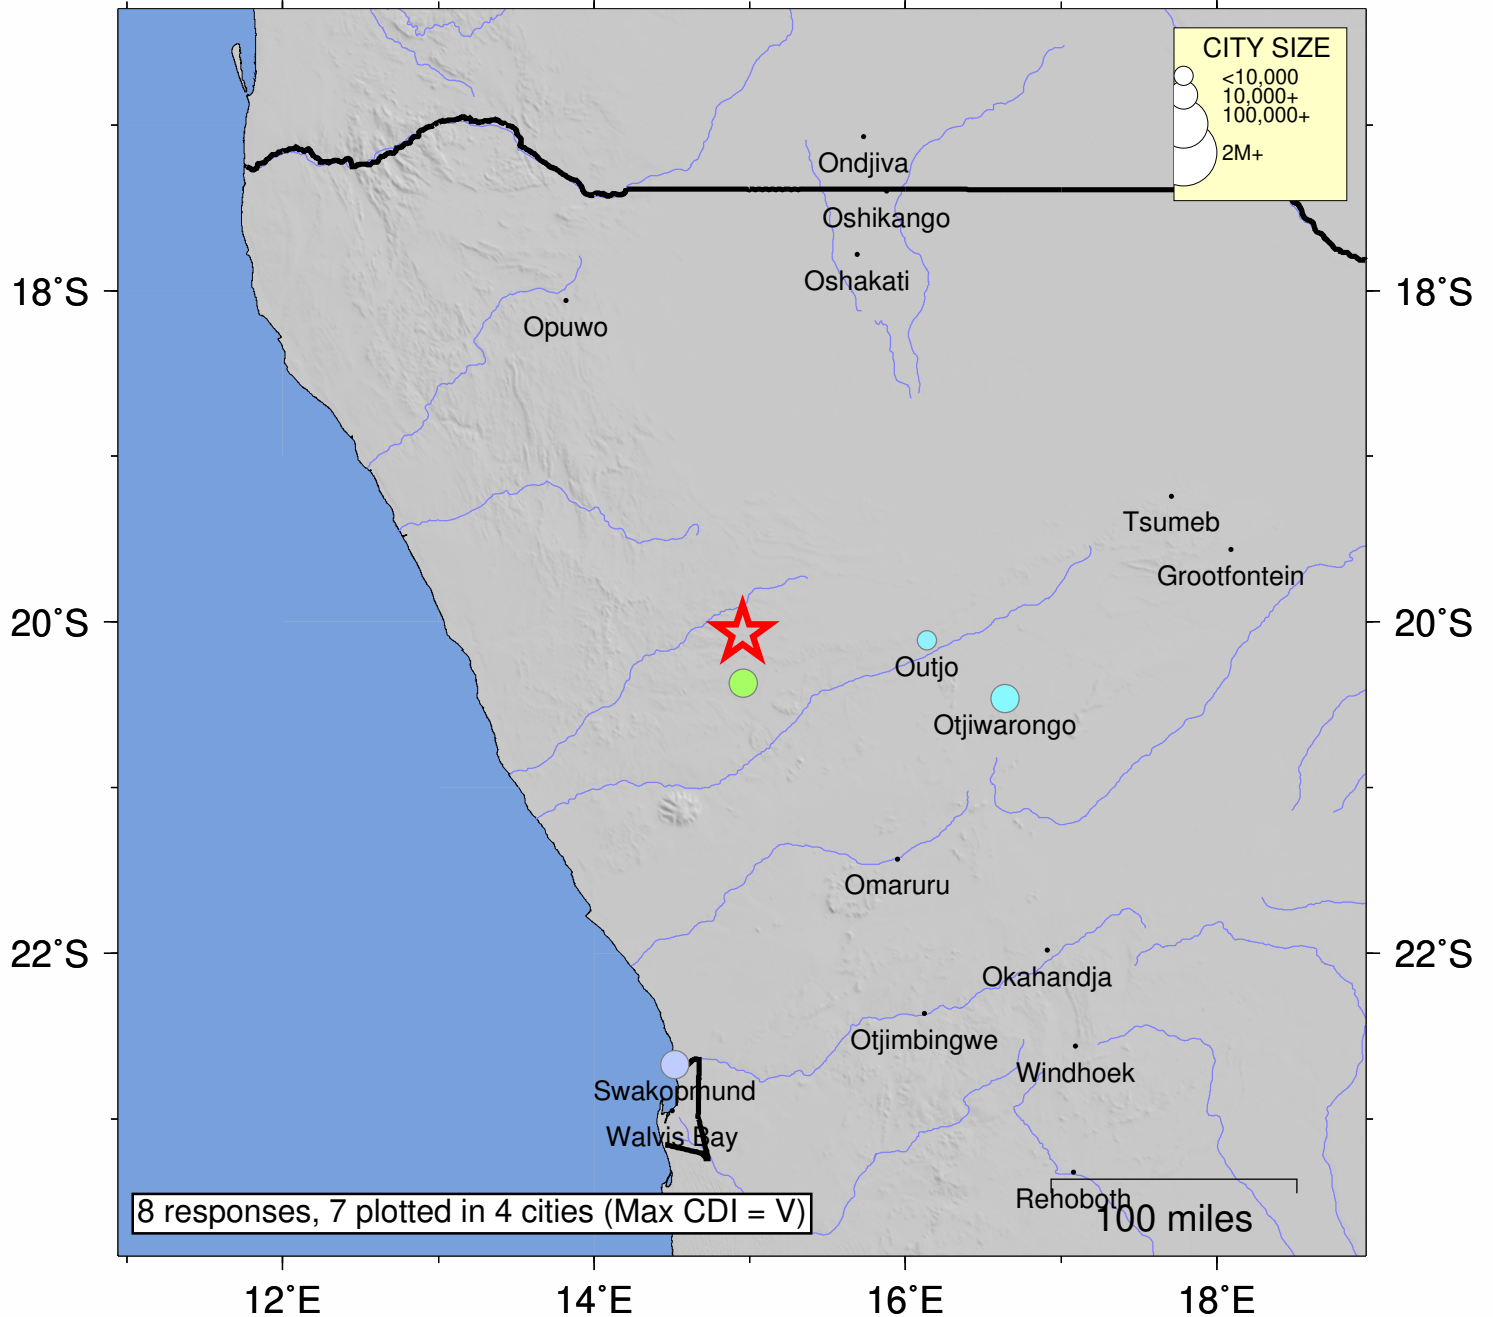 CITY SIZE
<10,000
10,000+
100,000+
2M+
Ondjiva
Oshikango
Oshakati
18°S
18°S
Opuwo
Tsumeb
Grootfontein
20°S
20°S
Outjo
Otjiwarongo
Omaruru
22°S
22°S
Okahandja
Otjimbingwe
Windhoek
Swakopmund
Walvis Bay
Rehoboth
100 miles
8 responses, 7 plotted in 4 cities (Max CDI = V)
12°E
14°E
16°E
18°E